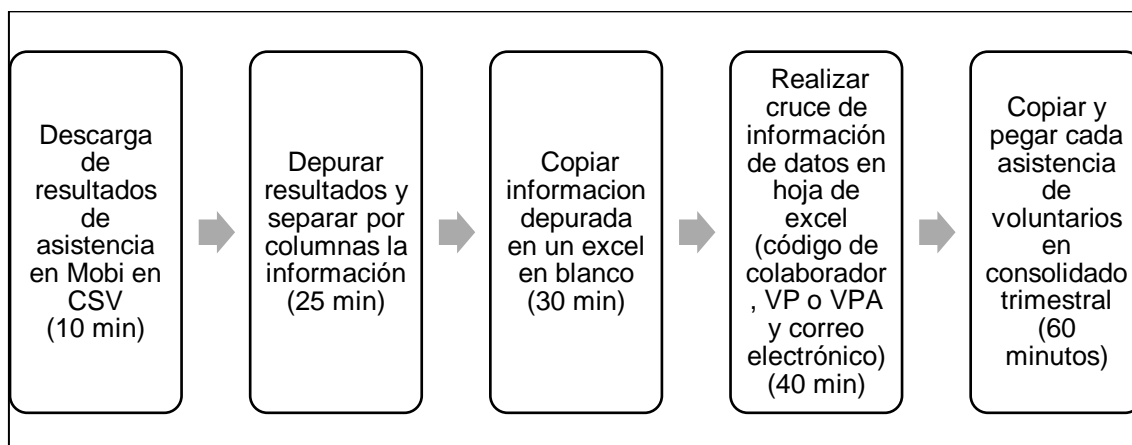 Descarga
de
resultados
de
asistencia
en Mobi en
CSV
(10 min)
Depurar
resultados y
separar por
columnas la
información
(25 min)
Copiar
informacion
depurada
en un excel
en blanco
(30 min)
Realizar
cruce de
información
de datos en
hoja de
excel
(código de
colaborador
, VP o VPA
y correo
electrónico)
(40 min)
Copiar y
pegar cada
asistencia
de
voluntarios
en
consolidado
trimestral
(60
minutos)